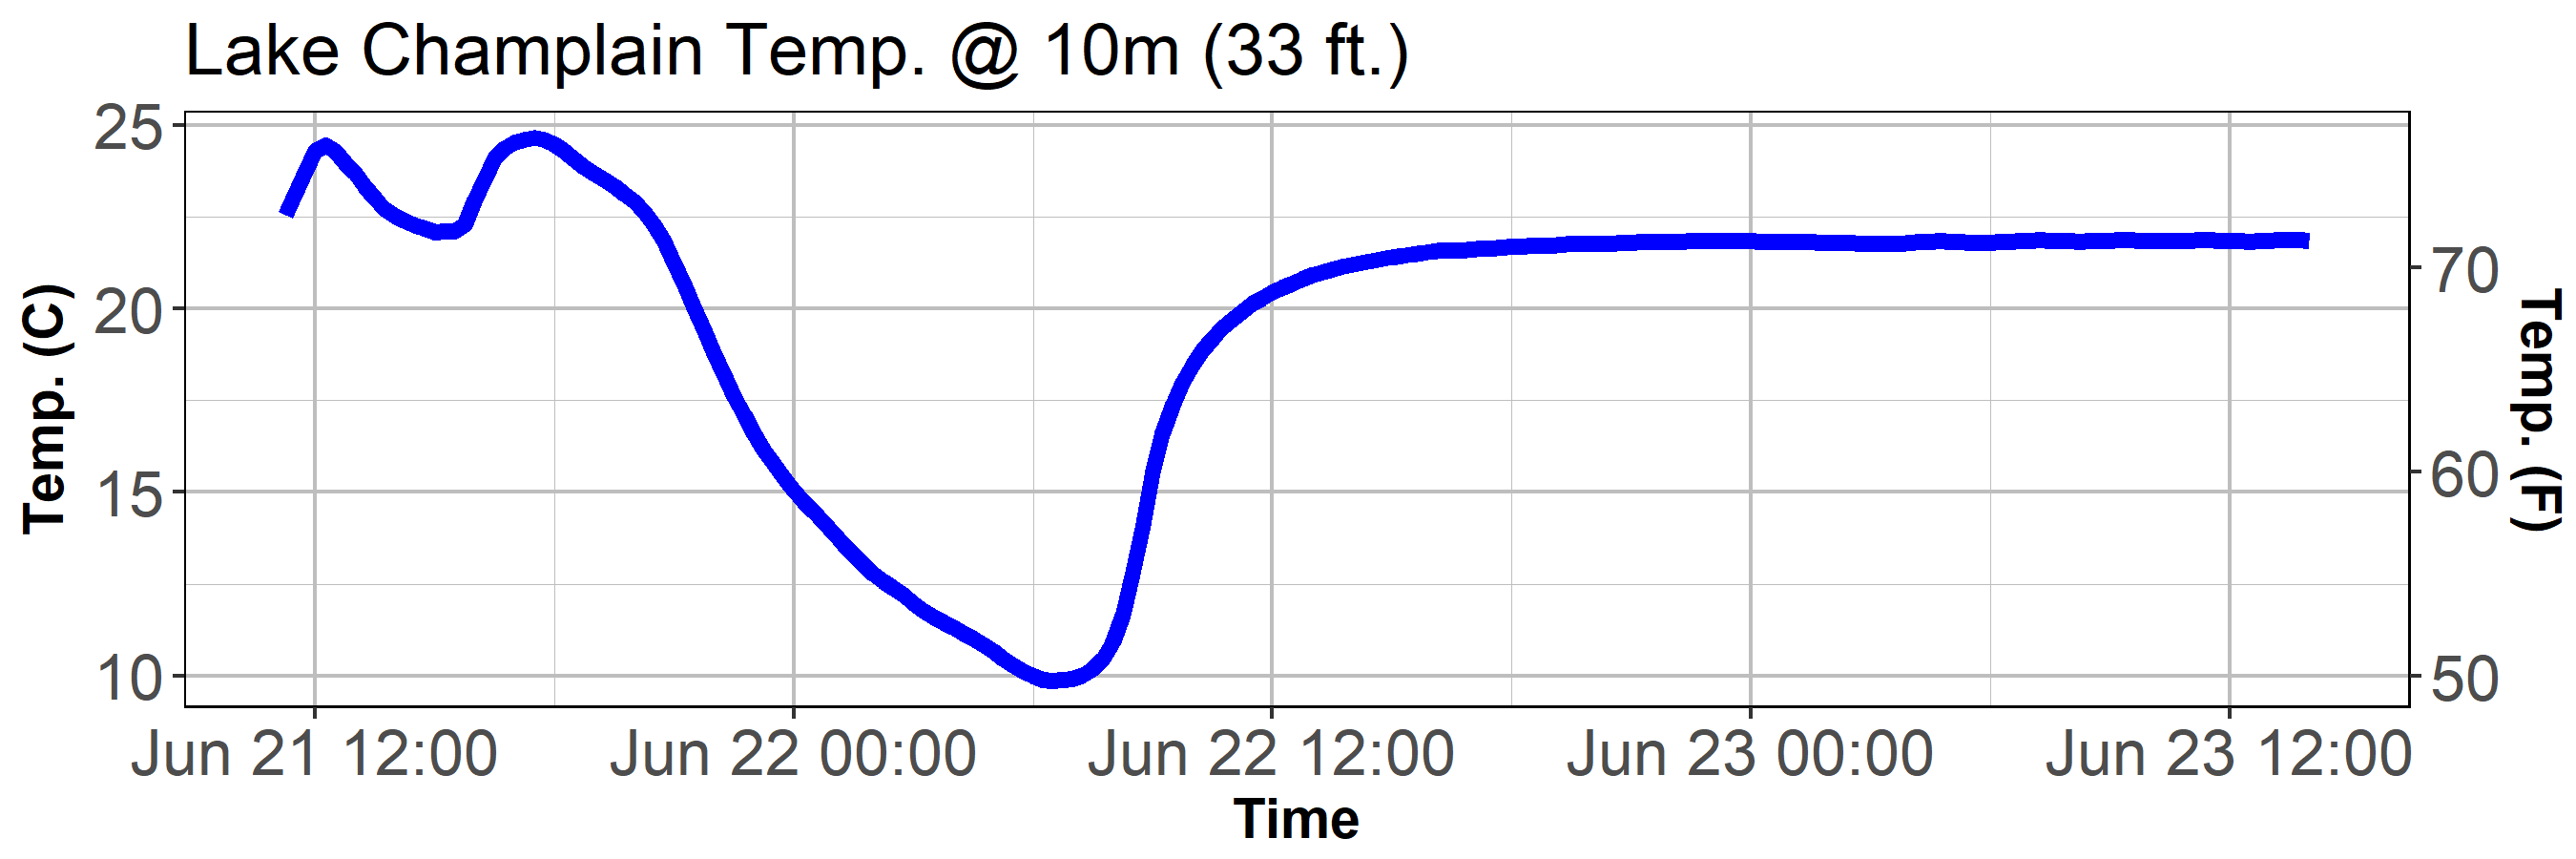 Lake Champlain Temp. @ 10m (33 ft.)
25
20
15
10
Temp. (C)
70
60
50
Temp. (F)
Jun 21 12:00
Jun 22 00:00
Jun 22 12:00
Jun 23 00:00
Jun 23 12:00
Time